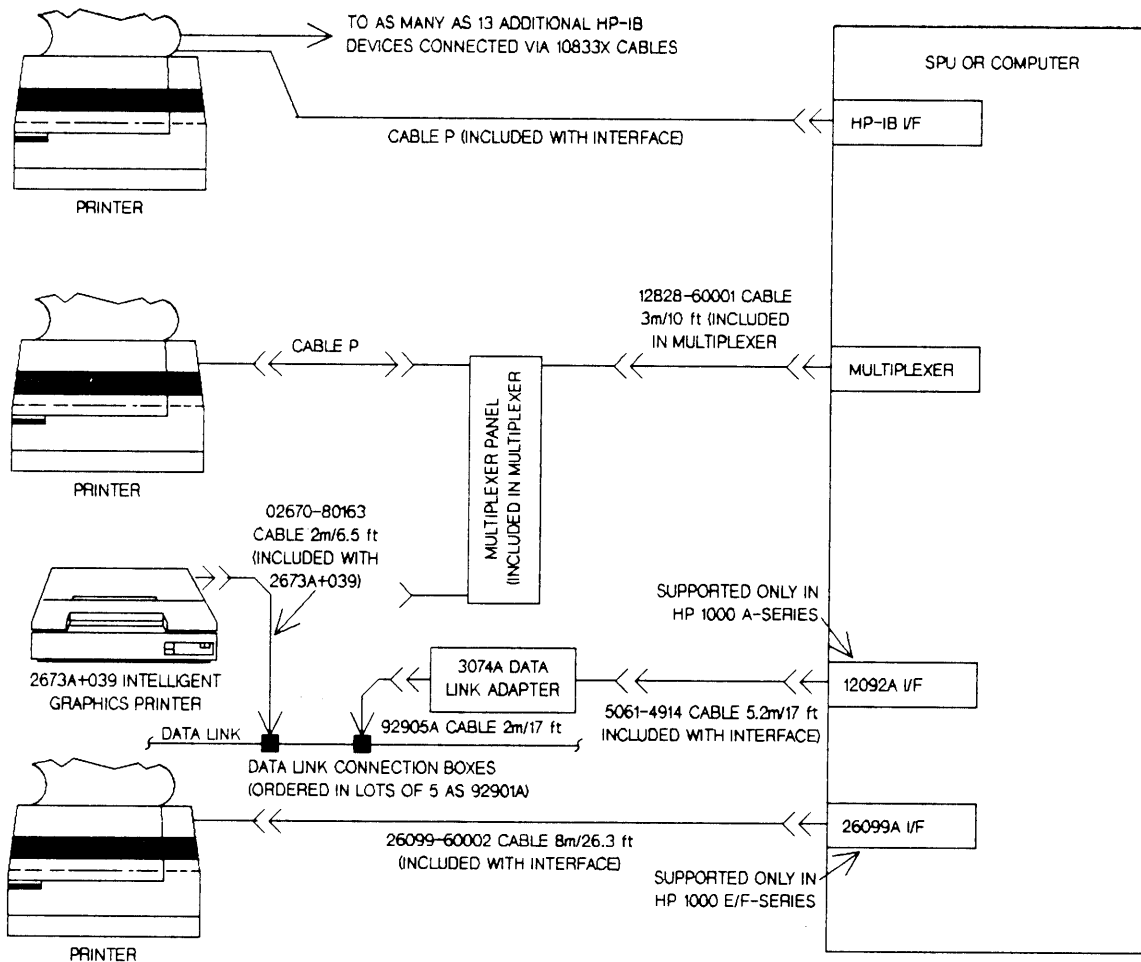 TO AS MANY AS 13 ADDITIONAL HP-IB
DEVICES CONNECTED VIA 10833X CABLES
SPU OR COMPUTER
HP-IB I/F
CABLE P (INCLUDED WITH INTERFACE)
PRINTER
12828-60001 CABLE
3m/10 ft (INCLUDED
IN MULTIPLEXER
CABLE P
MULTIPLEXER
MULTIPLEXER PANEL
(INCLUDED IN MULTIPLEXER)
PRINTER
02670-80163
CABLE 2m/6.5 ft
(INCLUDED WITH
2673A+039)
SUPPORTED ONLY IN
HP 1000 A-SERIES
2673A+039 INTELLIGENT
GRAPHICS PRINTER
3074A DATA
LINK ADAPTER
12092A I/F
5061-4914 CABLE 5.2m/17 ft
INCLUDED WITH INTERFACE)
DATA LINK
92905A CABLE 2m/17 ft
DATA LINK CONNECTION BOXES
(ORDERED IN LOTS OF 5 AS 92901A)
26099A I/F
26099-60002 CABLE 8m/26.3 ft
(INCLUDED WITH INTERFACE)
SUPPORTED ONLY IN
HP 1000 E/F-SERIES
PRINTER